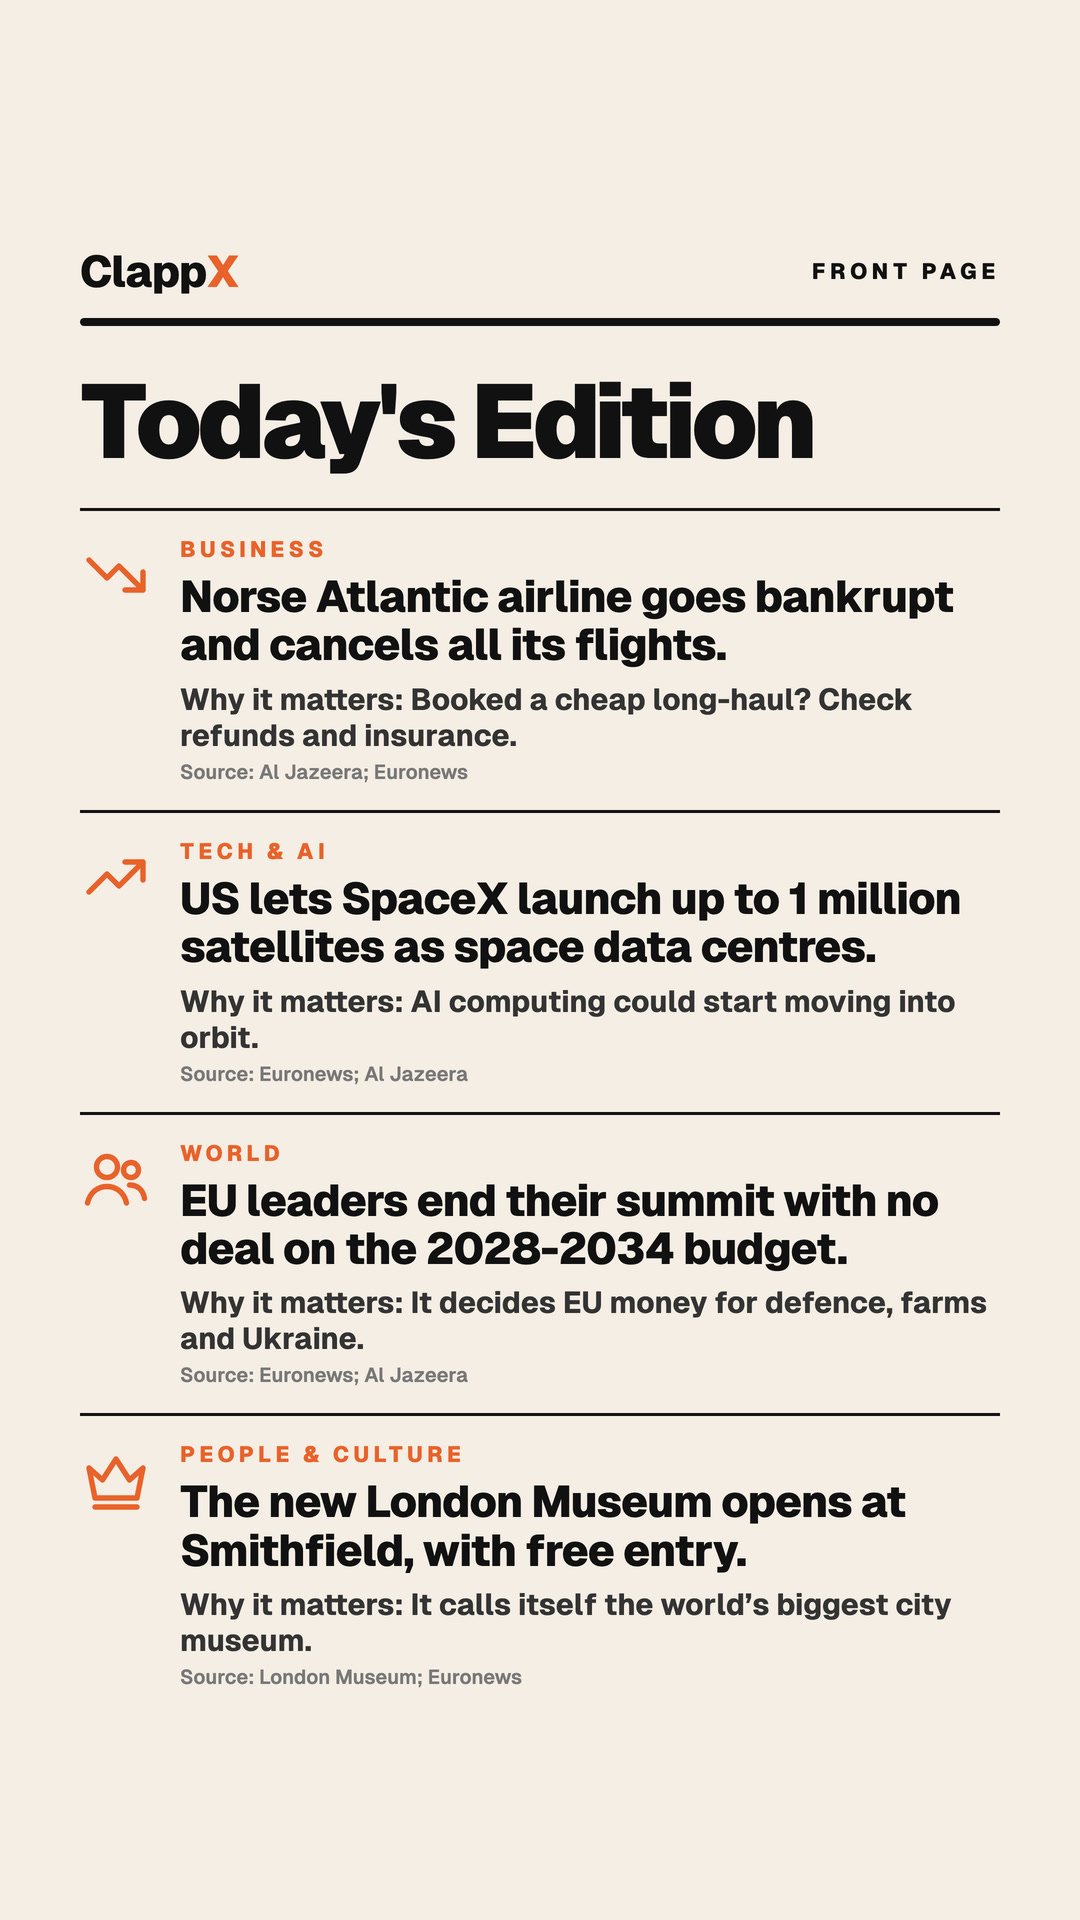 ClappX
FRONT PAGE
Today's Edition
BUSINESS
Norse Atlantic airline goes bankrupt
and cancels all its flights.
Why it matters: Booked a cheap long-haul? Check
refunds and insurance.
Source: Al Jazeera; Euronews
TECH & AI
US lets SpaceX launch up to 1 million
satellites as space data centres.
Why it matters: AI computing could start moving into
orbit.
Source: Euronews; Al Jazeera
WORLD
EU leaders end their summit with no
deal on the 2028-2034 budget.
Why it matters: It decides EU money for defence, farms
and Ukraine.
Source: Euronews; Al Jazeera
PEOPLE & CULTURE
The new London Museum opens at
Smithfield, with free entry.
Why it matters: It calls itself the world’s biggest city
museum.
Source: London Museum; Euronews